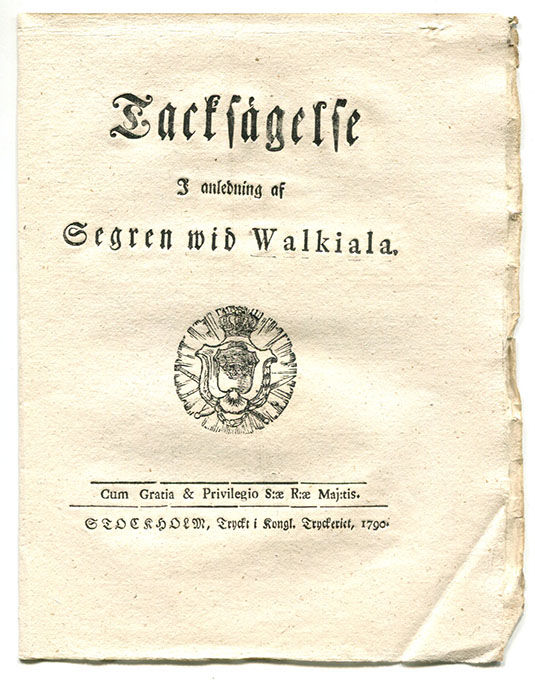 Tacksägelse
I anledning af
Segren wid Walkiala.
Cum Gratia & Privilegio S:æ R:æ Maj:tis.
STOCKHOLM, Tryckt i Kongl. Tryckeriet, 1790.